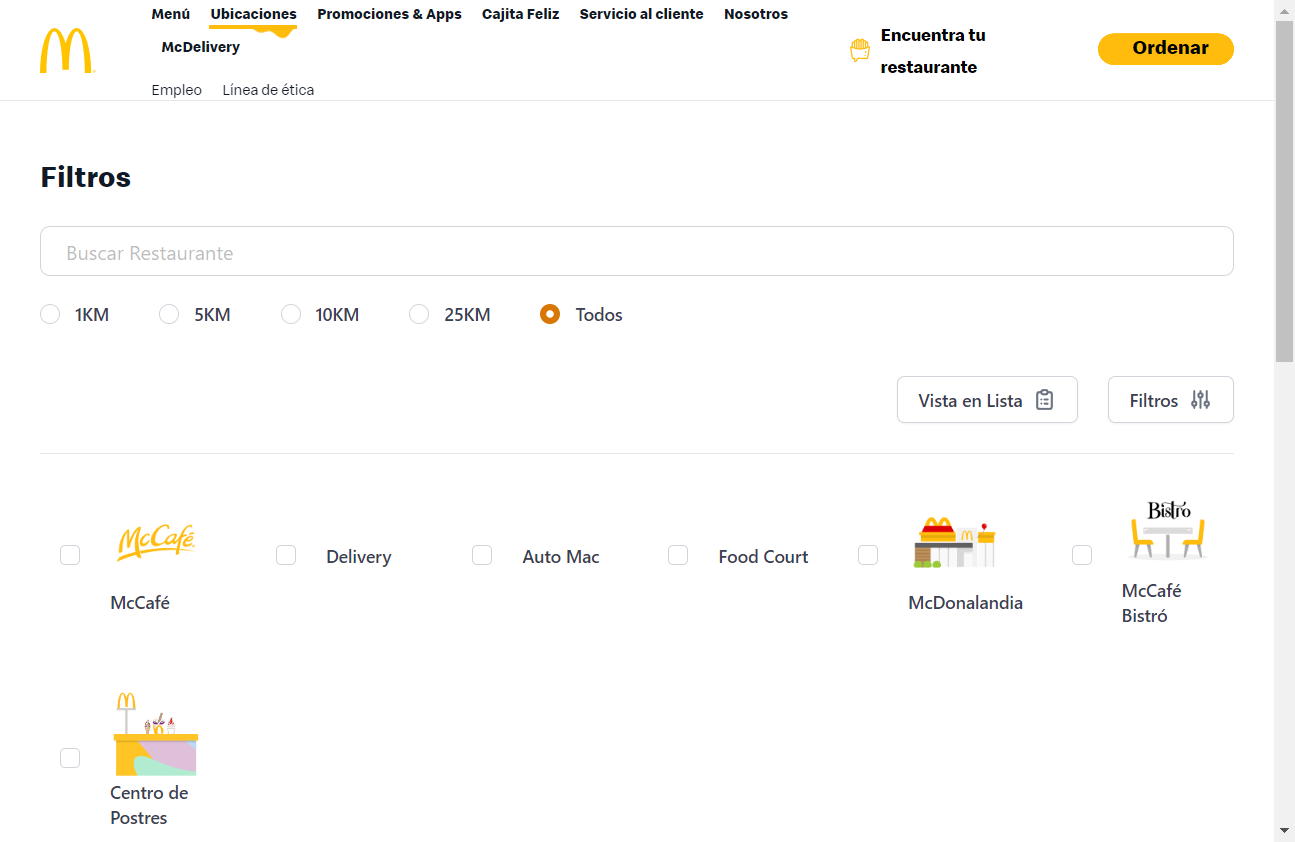 Menú Ubicaciones Promociones & Apps Cajita Feliz Servicio al cliente Nosotros
McDelivery
Empleo Línea de ética
Encuentra tu
restaurante
Ordenar
Filtros
Buscar Restaurante
1KM 5KM 10KM 25KM Todos
Vista en Lista Filtros
McCafé
McCafé
Delivery
Auto Mac
Food Court
McDonalandia
Bistro
McCafé
Bistró
Centro de
Postres